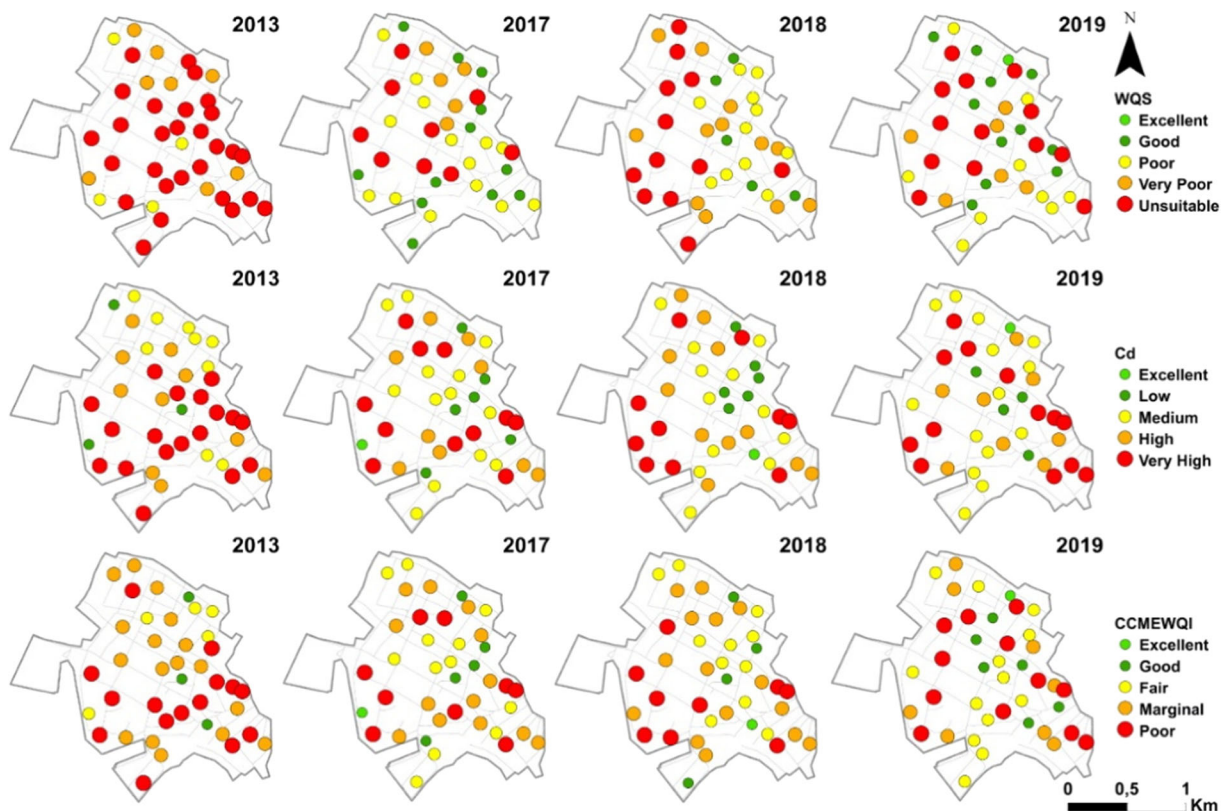 2013
2017
2018
2019
N
WQS
Excellent
Good
Poor
Very Poor
Unsuitable
2013
2017
2018
2019
Cd
Excellent
Low
Medium
High
Very High
2013
2017
2018
2019
CCMEWQI
Excellent
Good
Fair
Marginal
Poor
0 0,5 1
Km